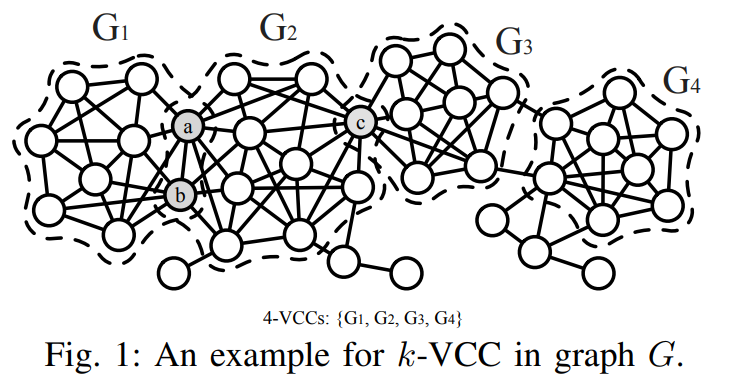 G1 G2 G3 G4
a
b
c
4-VCCs: {G1, G2, G3, G4}
Fig. 1: An example for k-VCC in graph G.